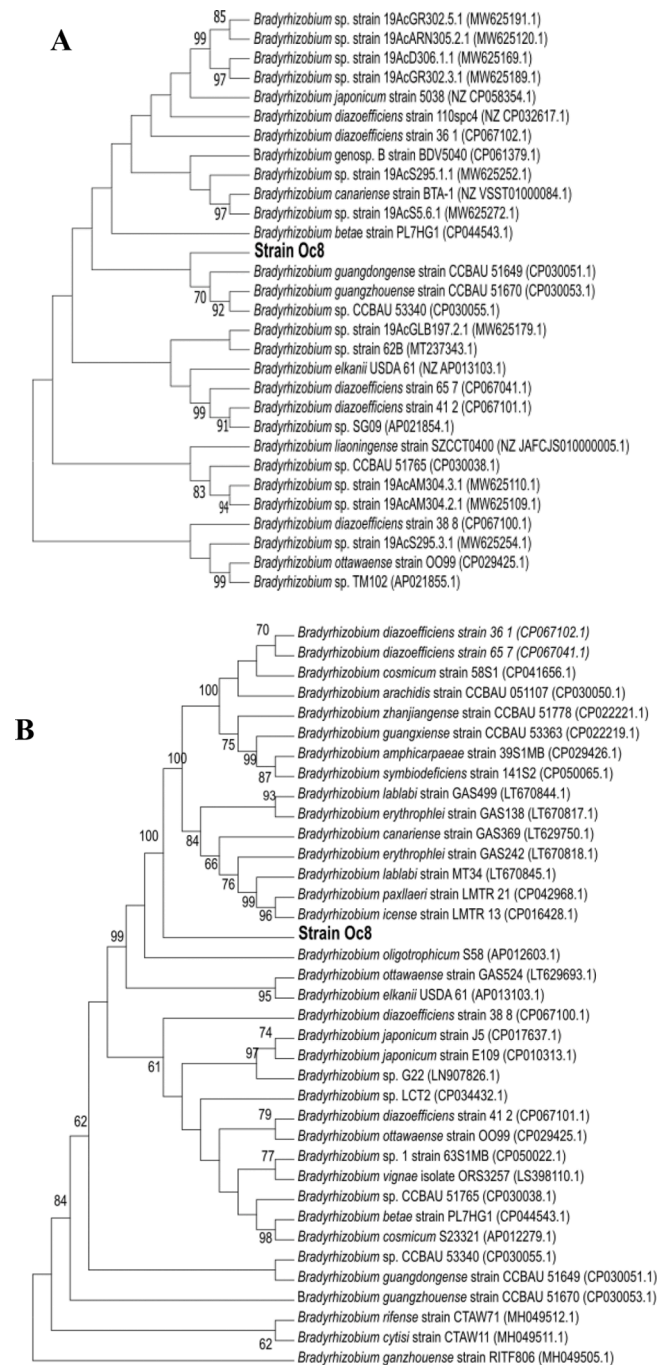 A
85
Bradyrhizobium sp. strain 19AcGR302.5.1 (MW625191.1)
99
Bradyrhizobium sp. strain 19AcARN305.2.1 (MW625120.1)
Bradyrhizobium sp. strain 19AcD306.1.1 (MW625169.1)
97
Bradyrhizobium sp. strain 19AcGR302.3.1 (MW625189.1)
Bradyrhizobium japonicum strain 5038 (NZ CP058354.1)
Bradyrhizobium diazoefficiens strain 110spc4 (NZ CP032617.1)
Bradyrhizobium diazoefficiens strain 36 1 (CP067102.1)
Bradyrhizobium genosp. B strain BDV5040 (CP061379.1)
Bradyrhizobium sp. strain 19AcS295.1.1 (MW625252.1)
Bradyrhizobium canariense strain BTA-1 (NZ VSST01000084.1)
97
Bradyrhizobium sp. strain 19AcS5.6.1 (MW625272.1)
Bradyrhizobium betae strain PL7HG1 (CP044543.1)
Strain Oc8
Bradyrhizobium guangdongense strain CCBAU 51649 (CP030051.1)
70
Bradyrhizobium guangzhouense strain CCBAU 51670 (CP030053.1)
92
Bradyrhizobium sp. CCBAU 53340 (CP030055.1)
Bradyrhizobium sp. strain 19AcGLB197.2.1 (MW625179.1)
Bradyrhizobium sp. strain 62B (MT237343.1)
Bradyrhizobium elkanii USDA 61 (NZ AP013103.1)
Bradyrhizobium diazoefficiens strain 65 7 (CP067041.1)
99
Bradyrhizobium diazoefficiens strain 41 2 (CP067101.1)
91
Bradyrhizobium sp. SG09 (AP021854.1)
Bradyrhizobium liaoningense strain SZCCT0400 (NZ JAFCJS010000005.1)
Bradyrhizobium sp. CCBAU 51765 (CP030038.1)
83
Bradyrhizobium sp. strain 19AcAM304.3.1 (MW625110.1)
94
Bradyrhizobium sp. strain 19AcAM304.2.1 (MW625109.1)
Bradyrhizobium diazoefficiens strain 38 8 (CP067100.1)
Bradyrhizobium sp. strain 19AcS295.3.1 (MW625254.1)
Bradyrhizobium ottawaense strain OO99 (CP029425.1)
99
Bradyrhizobium sp. TM102 (AP021855.1)
B
70
Bradyrhizobium diazoefficiens strain 36 1 (CP067102.1)
Bradyrhizobium diazoefficiens strain 65 7 (CP067041.1)
Bradyrhizobium cosmicum strain 58S1 (CP041656.1)
100
Bradyrhizobium arachidis strain CCBAU 051107 (CP030050.1)
Bradyrhizobium zhanjiangense strain CCBAU 51778 (CP022221.1)
75
Bradyrhizobium guangxiense strain CCBAU 53363 (CP022219.1)
100
99
Bradyrhizobium amphicarpaeae strain 39S1MB (CP029426.1)
87
Bradyrhizobium symbiodeficiens strain 141S2 (CP050065.1)
93
Bradyrhizobium lablabi strain GAS499 (LT670844.1)
Bradyrhizobium erythrophlei strain GAS138 (LT670817.1)
100
84
Bradyrhizobium canariense strain GAS369 (LT629750.1)
66
Bradyrhizobium erythrophlei strain GAS242 (LT670818.1)
76
Bradyrhizobium lablabi strain MT34 (LT670845.1)
99
Bradyrhizobium paxllaeri strain LMTR 21 (CP042968.1)
96
Bradyrhizobium icense strain LMTR 13 (CP016428.1)
99
Strain Oc8
Bradyrhizobium oligotrophicum S58 (AP012603.1)
Bradyrhizobium ottawaense strain GAS524 (LT629693.1)
95
Bradyrhizobium elkanii USDA 61 (AP013103.1)
Bradyrhizobium diazoefficiens strain 38 8 (CP067100.1)
74
Bradyrhizobium japonicum strain J5 (CP017637.1)
61
97
Bradyrhizobium japonicum strain E109 (CP010313.1)
Bradyrhizobium sp. G22 (LN907826.1)
Bradyrhizobium sp. LCT2 (CP034432.1)
62
79
Bradyrhizobium diazoefficiens strain 41 2 (CP067101.1)
Bradyrhizobium ottawaense strain OO99 (CP029425.1)
77
Bradyrhizobium sp. 1 strain 63S1MB (CP050022.1)
Bradyrhizobium vignae isolate ORS3257 (LS398110.1)
84
Bradyrhizobium sp. CCBAU 51765 (CP030038.1)
Bradyrhizobium betae strain PL7HG1 (CP044543.1)
98
Bradyrhizobium cosmicum S23321 (AP012279.1)
Bradyrhizobium sp. CCBAU 53340 (CP030055.1)
Bradyrhizobium guangdongense strain CCBAU 51649 (CP030051.1)
Bradyrhizobium guangzhouense strain CCBAU 51670 (CP030053.1)
Bradyrhizobium rifense strain CTAW71 (MH049512.1)
62
Bradyrhizobium cytisi strain CTAW11 (MH049511.1)
Bradyrhizobium ganzhouense strain RITF806 (MH049505.1)